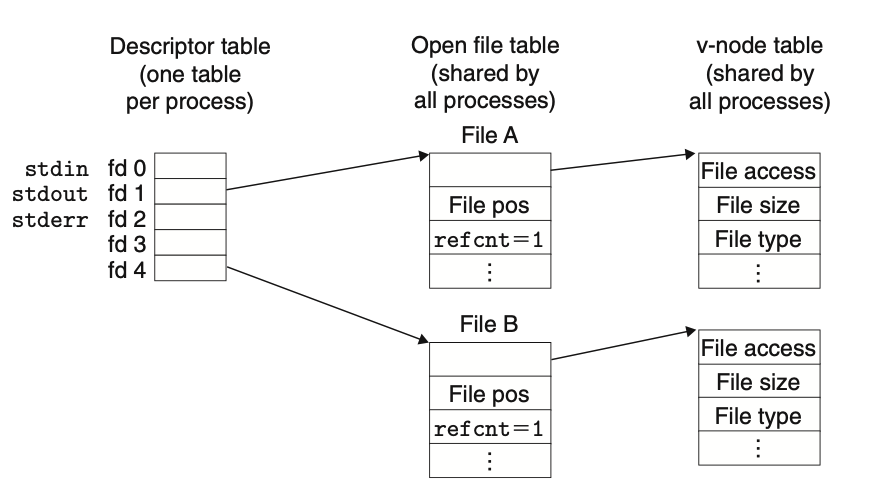 Descriptor table
(one table
per process)
Open file table
(shared by
all processes)
v-node table
(shared by
all processes)
stdin fd 0
stdout fd 1
stderr fd 2
fd 3
fd 4
File A
File pos
refcnt=1
⋮
File access
File size
File type
⋮
File B
File pos
refcnt=1
⋮
File access
File size
File type
⋮